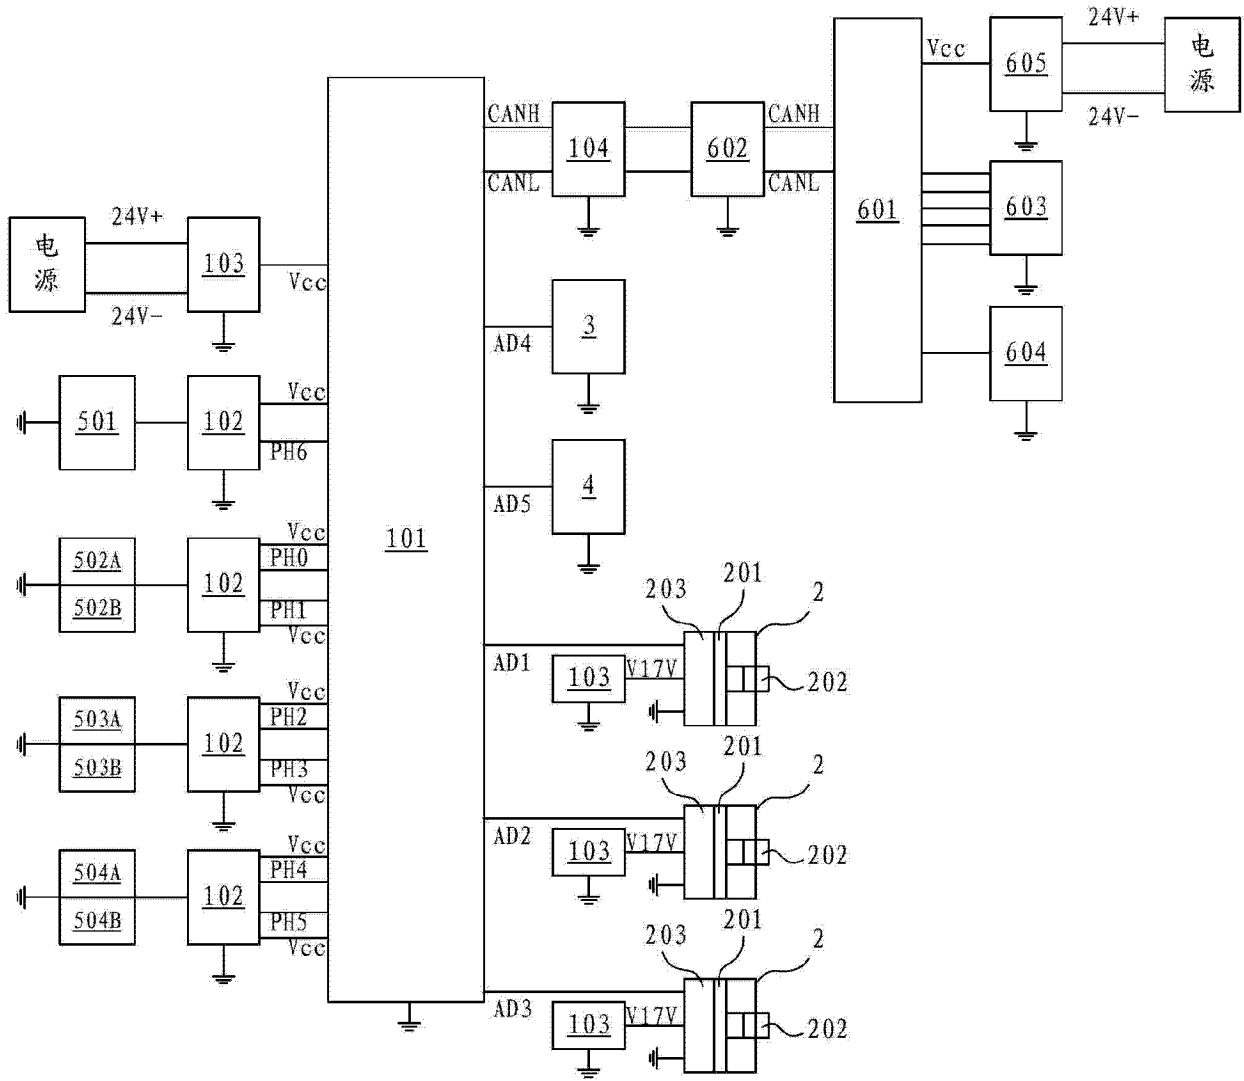 24V+
电
源
605
Vcc
24V-
CANH
104
CANL
602
CANH
CANL
601
603
604
24V+
电
源
103
Vcc
24V-
AD4
3
501
102
Vcc
PH6
AD5
4
101
502A
502B
102
Vcc
PH0
PH1
Vcc
503A
503B
102
Vcc
PH2
PH3
Vcc
504A
504B
102
Vcc
PH4
PH5
Vcc
203
201
2
AD1
103
V17V
202
203
201
2
AD2
103
V17V
202
203
201
2
AD3
103
V17V
202